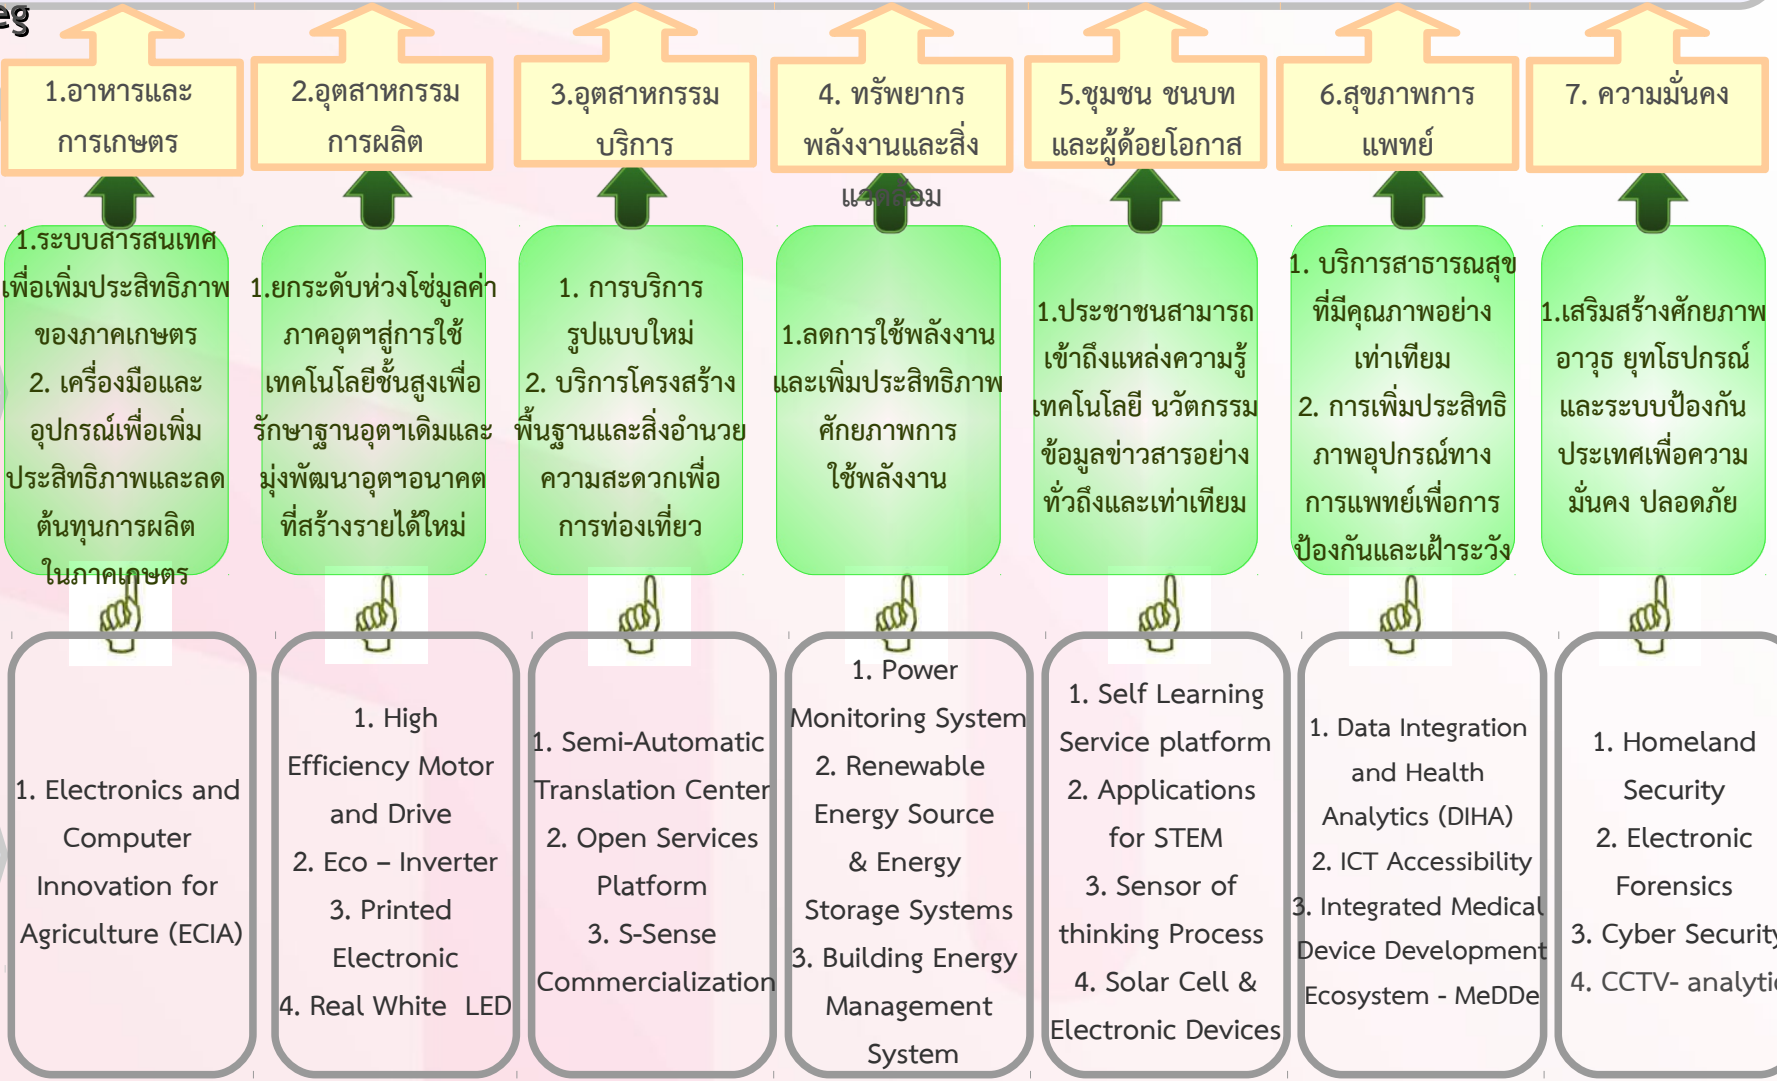 eg
1.อาหารและ
การเกษตร
2.อุตสาหกรรม
การผลิต
3.อุตสาหกรรม
บริการ
4. ทรัพยากร
พลังงานและสิ่ง
แวดล้อม
5.ชุมชน ชนบท
และผู้ด้อยโอกาส
6.สุขภาพการ
แพทย์
7. ความมั่นคง
1.ระบบสารสนเทศ
เพื่อเพิ่มประสิทธิภาพ
ของภาคเกษตร
2. เครื่องมือและ
อุปกรณ์เพื่อเพิ่ม
ประสิทธิภาพและลด
ต้นทุนการผลิต
ในภาคเกษตร
1.ยกระดับห่วงโซ่มูลค่า
ภาคอุตฯสู่การใช้
เทคโนโลยีชั้นสูงเพื่อ
รักษาฐานอุตฯเดิมและ
มุ่งพัฒนาอุตฯอนาคต
ที่สร้างรายได้ใหม่
1. การบริการ
รูปแบบใหม่
2. บริการโครงสร้าง
พื้นฐานและสิ่งอำนวย
ความสะดวกเพื่อ
การท่องเที่ยว
1.ลดการใช้พลังงาน
และเพิ่มประสิทธิภาพ
ศักยภาพการ
ใช้พลังงาน
1.ประชาชนสามารถ
เข้าถึงแหล่งความรู้
เทคโนโลยี นวัตกรรม
ข้อมูลข่าวสารอย่าง
ทั่วถึงและเท่าเทียม
1. บริการสาธารณสุข
ที่มีคุณภาพอย่าง
เท่าเทียม
2. การเพิ่มประสิทธิ
ภาพอุปกรณ์ทาง
การแพทย์เพื่อการ
ป้องกันและเฝ้าระวัง
1.เสริมสร้างศักยภาพ
อาวุธ ยุทโธปกรณ์
และระบบป้องกัน
ประเทศเพื่อความ
มั่นคง ปลอดภัย
1. Electronics and
Computer
Innovation for
Agriculture (ECIA)
1. High
Efficiency Motor
and Drive
2. Eco – Inverter
3. Printed
Electronic
4. Real White LED
1. Semi-Automatic
Translation Center
2. Open Services
Platform
3. S-Sense
Commercialization
1. Power
Monitoring System
2. Renewable
Energy Source
& Energy
Storage Systems
3. Building Energy
Management
System
1. Self Learning
Service platform
2. Applications
for STEM
3. Sensor of
thinking Process
4. Solar Cell &
Electronic Devices
1. Data Integration
and Health
Analytics (DIHA)
2. ICT Accessibility
3. Integrated Medical
Device Development
Ecosystem - MeDDe
1. Homeland
Security
2. Electronic
Forensics
3. Cyber Security
4. CCTV- analytic